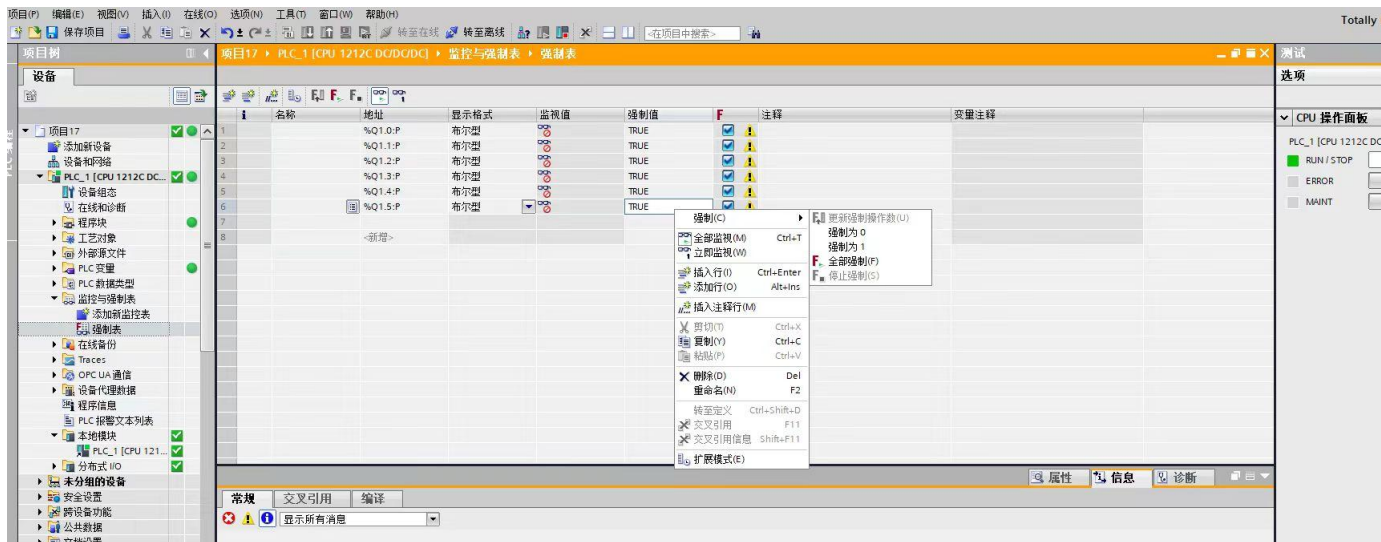 项目(P) 编辑(E) 视图(V) 插入(I) 在线(O) 选项(N) 工具(T) 窗口(W) 帮助(H)
保存项目 转至在线 转至离线 <在项目中搜索>
Totally
项目树
项目17 ▸ PLC_1 [CPU 1212C DC/DC/DC] ▸ 监控与强制表 ▸ 强制表
测试
设备
选项
i 名称 地址 显示格式 监视值 强制值 F 注释 变量注释
1 %Q1.0:P 布尔型 TRUE
2 %Q1.1:P 布尔型 TRUE
3 %Q1.2:P 布尔型 TRUE
4 %Q1.3:P 布尔型 TRUE
5 %Q1.4:P 布尔型 TRUE
6 %Q1.5:P 布尔型 TRUE
7
8 <新增>
项目17
添加新设备
设备和网络
PLC_1 [CPU 1212C DC...
设备组态
在线和诊断
程序块
工艺对象
外部源文件
PLC 变量
PLC 数据类型
监控与强制表
添加新监控表
强制表
在线备份
Traces
OPC UA 通信
设备代理数据
程序信息
PLC 报警文本列表
本地模块
PLC_1 [CPU 121...
分布式 I/O
未分组的设备
安全设置
跨设备功能
公共数据
强制(C)
全部监视(M) Ctrl+T
立即监视(W)
插入行(I) Ctrl+Enter
添加行(O) Alt+Ins
插入注释行(M)
剪切(T) Ctrl+X
复制(Y) Ctrl+C
粘贴(P) Ctrl+V
删除(D) Del
重命名(N) F2
转至定义 Ctrl+Shift+D
交叉引用 F11
交叉引用信息 Shift+F11
扩展模式(E)
更新强制操作数(U)
强制为 0
强制为 1
F 全部强制(F)
F 停止强制(S)
CPU 操作面板
PLC_1 [CPU 1212C DC
RUN / STOP
ERROR
MAINT
属性 信息 诊断
常规 交叉引用 编译
显示所有消息